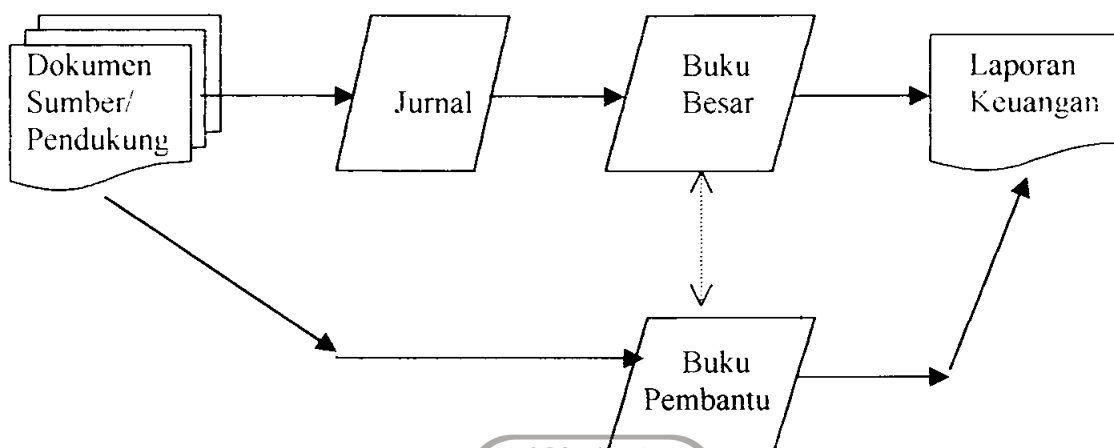 Dokumen
Sumber/
Pendukung
Jurnal
Buku
Besar
Laporan
Keuangan
Buku
Pembantu